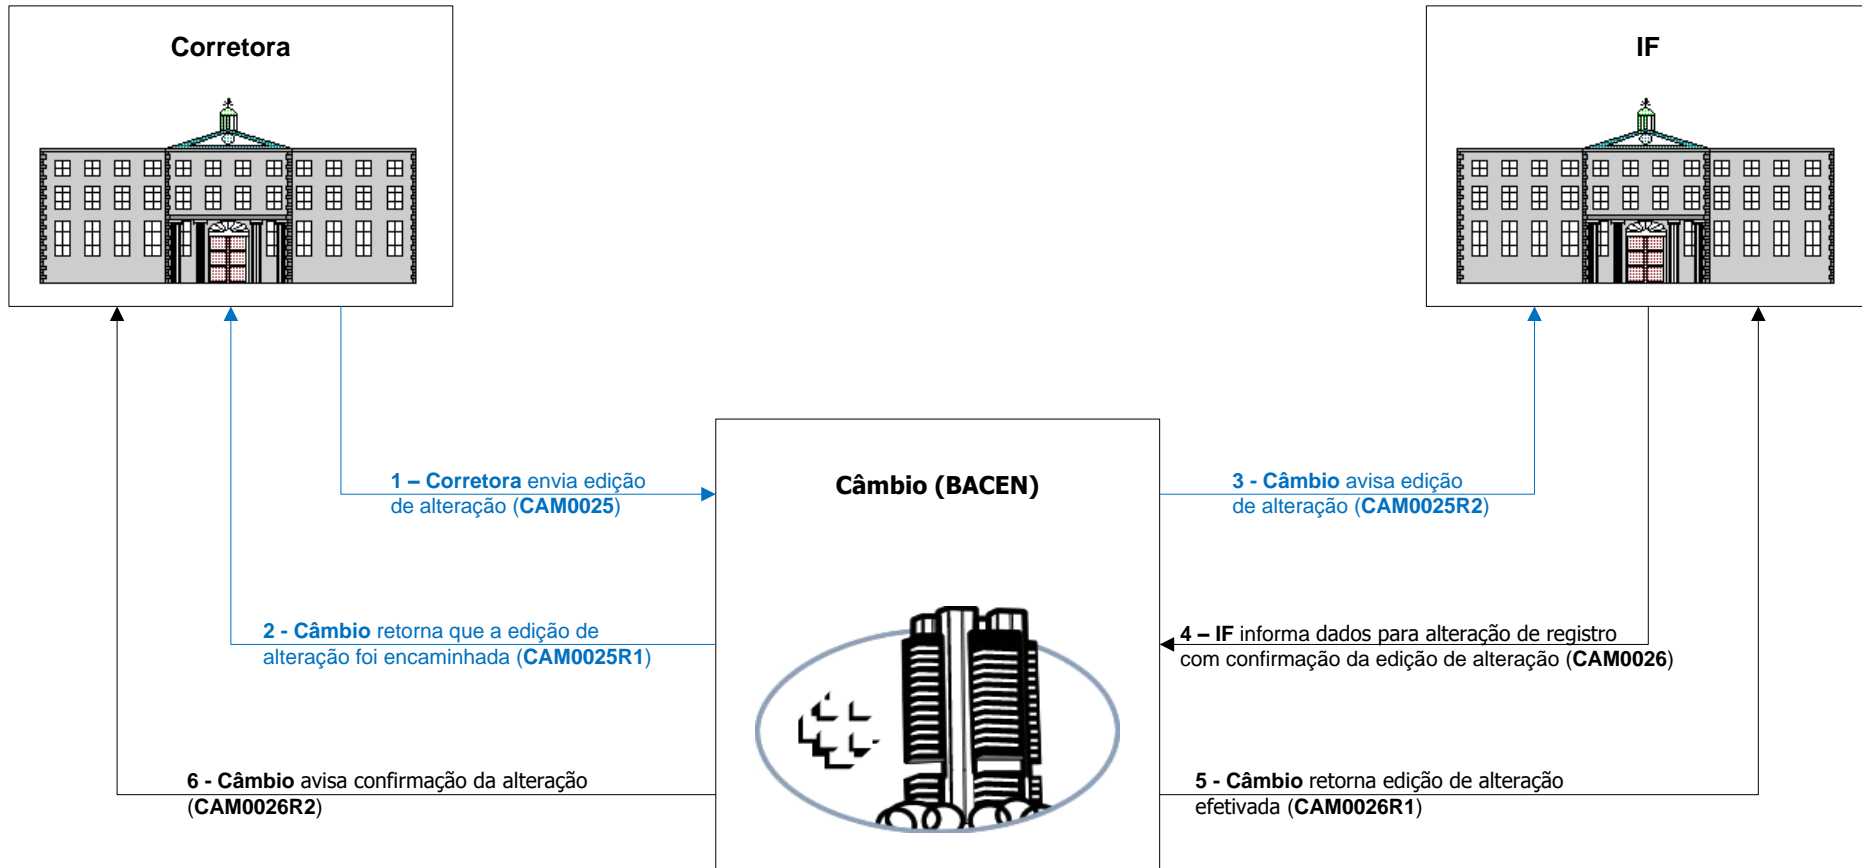 Corretora
IF
Câmbio (BACEN)
1 – Corretora envia edição
de alteração (CAM0025)
2 - Câmbio retorna que a edição de
alteração foi encaminhada (CAM0025R1)
3 - Câmbio avisa edição
de alteração (CAM0025R2)
4 – IF informa dados para alteração de registro
com confirmação da edição de alteração (CAM0026)
5 - Câmbio retorna edição de alteração
efetivada (CAM0026R1)
6 - Câmbio avisa confirmação da alteração
(CAM0026R2)